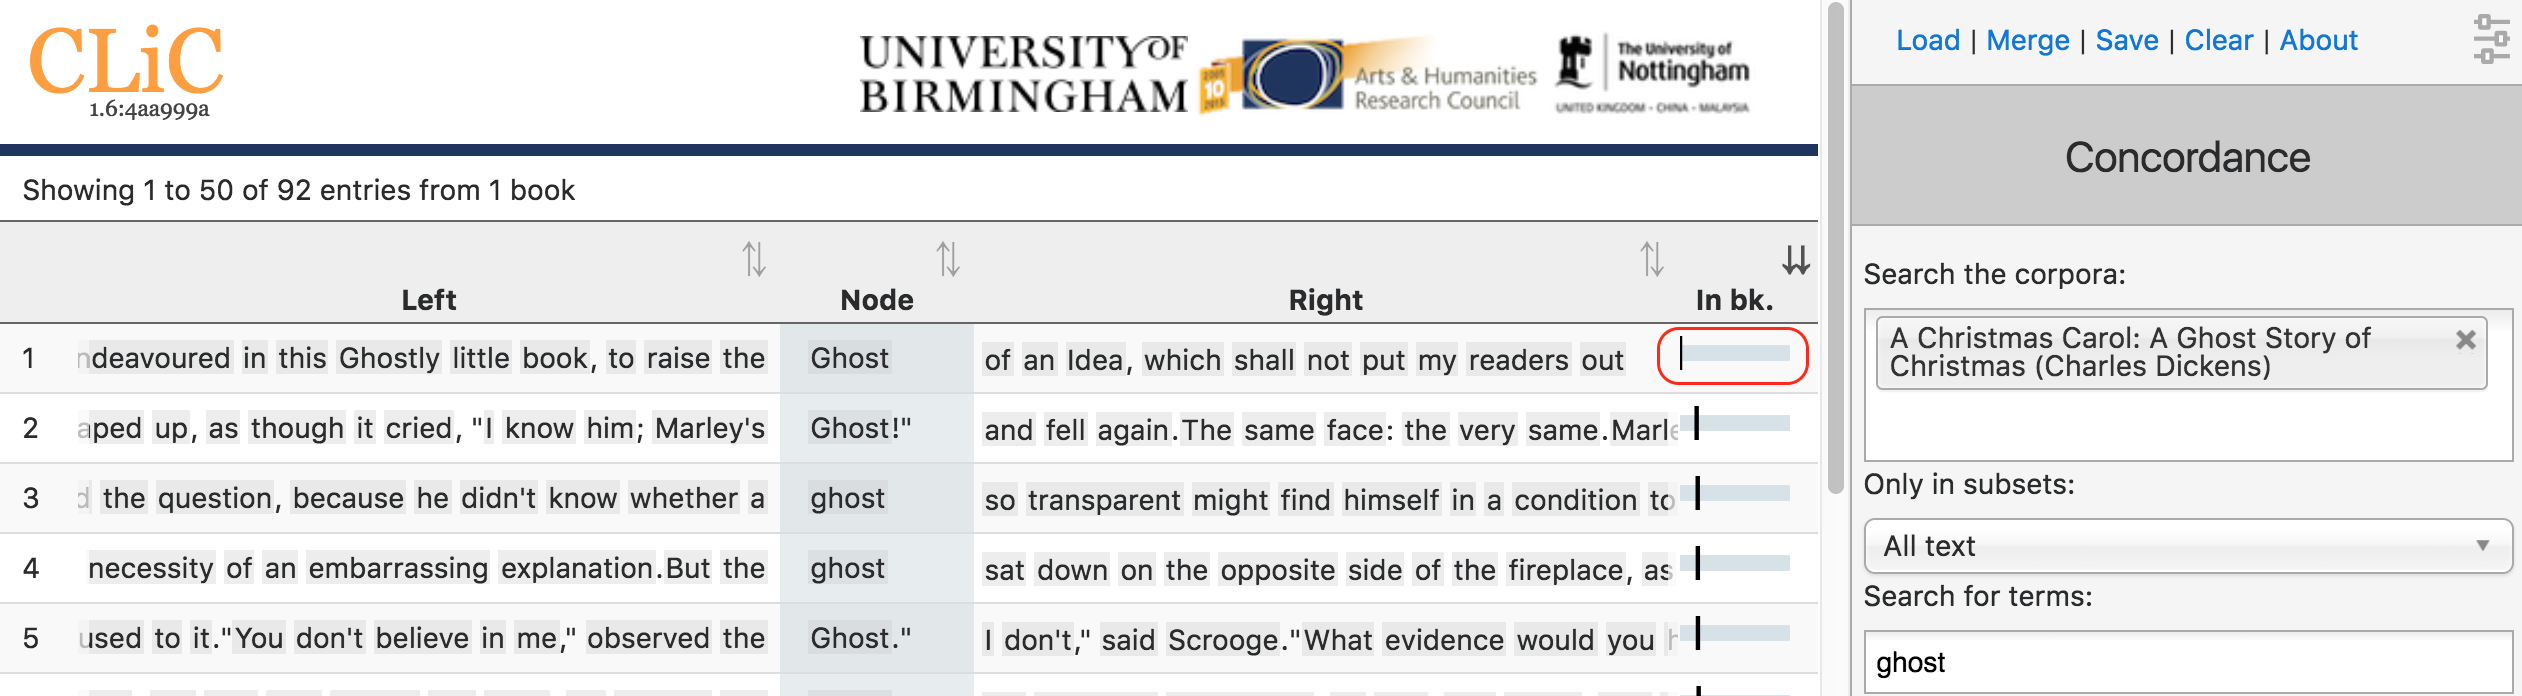 CLiC
1.6:4aa999a
UNIVERSITY OF
BIRMINGHAM
10
Arts & Humanities
Research Council
The University of
Nottingham
UNITED KINGDOM · CHINA · MALAYSIA
Load | Merge | Save | Clear | About
Concordance
Showing 1 to 50 of 92 entries from 1 book
Left Node Right In bk.
1 ndeavoured in this Ghostly little book, to raise the Ghost of an Idea, which shall not put my readers out
2 aped up, as though it cried, "I know him; Marley's Ghost!" and fell again.The same face: the very same.Marle
3 d the question, because he didn't know whether a ghost so transparent might find himself in a condition to
4 necessity of an embarrassing explanation.But the ghost sat down on the opposite side of the fireplace, as
5 used to it."You don't believe in me," observed the Ghost." I don't," said Scrooge."What evidence would you h
Search the corpora:
A Christmas Carol: A Ghost Story of
Christmas (Charles Dickens)
Only in subsets:
All text
Search for terms:
ghost